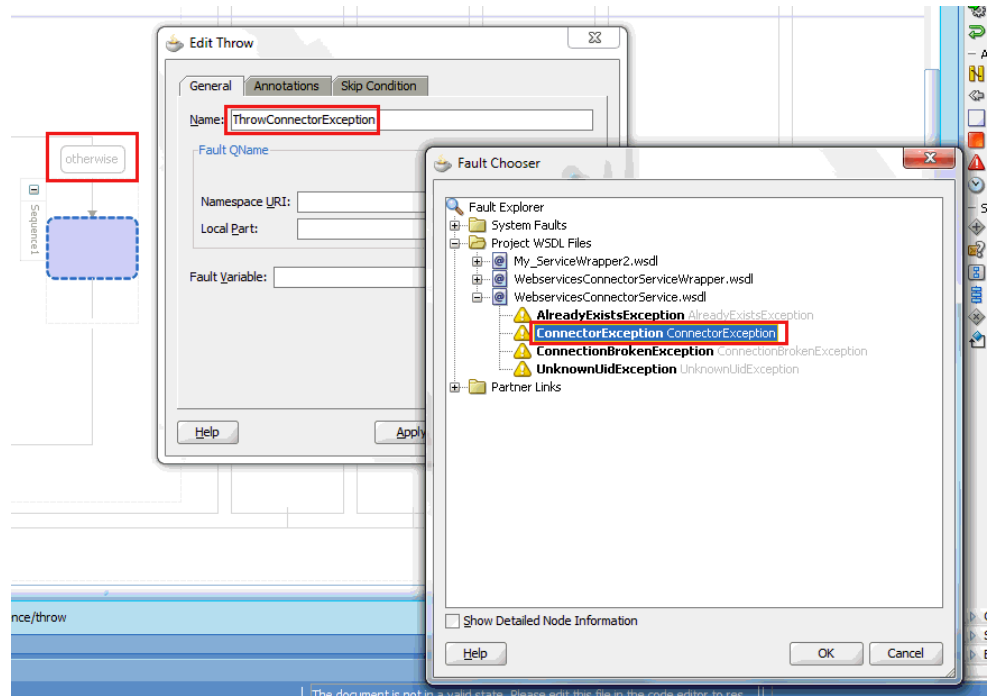 Edit Throw
General Annotations Skip Condition
Name: ThrowConnectorException
Fault QName
Namespace URI:
Local Part:
Fault Variable:
Help Apply
otherwise
Sequence1
Fault Chooser
Fault Explorer
System Faults
Project WSDL Files
My_ServiceWrapper2.wsdl
WebservicesConnectorServiceWrapper.wsdl
WebservicesConnectorService.wsdl
AlreadyExistsException AlreadyExistsException
ConnectorException ConnectorException
ConnectionBrokenException ConnectionBrokenException
UnknownUidException UnknownUidException
Partner Links
Show Detailed Node Information
Help OK Cancel
nce/throw
The document is not in a valid state. Please edit this file in the code editor to res